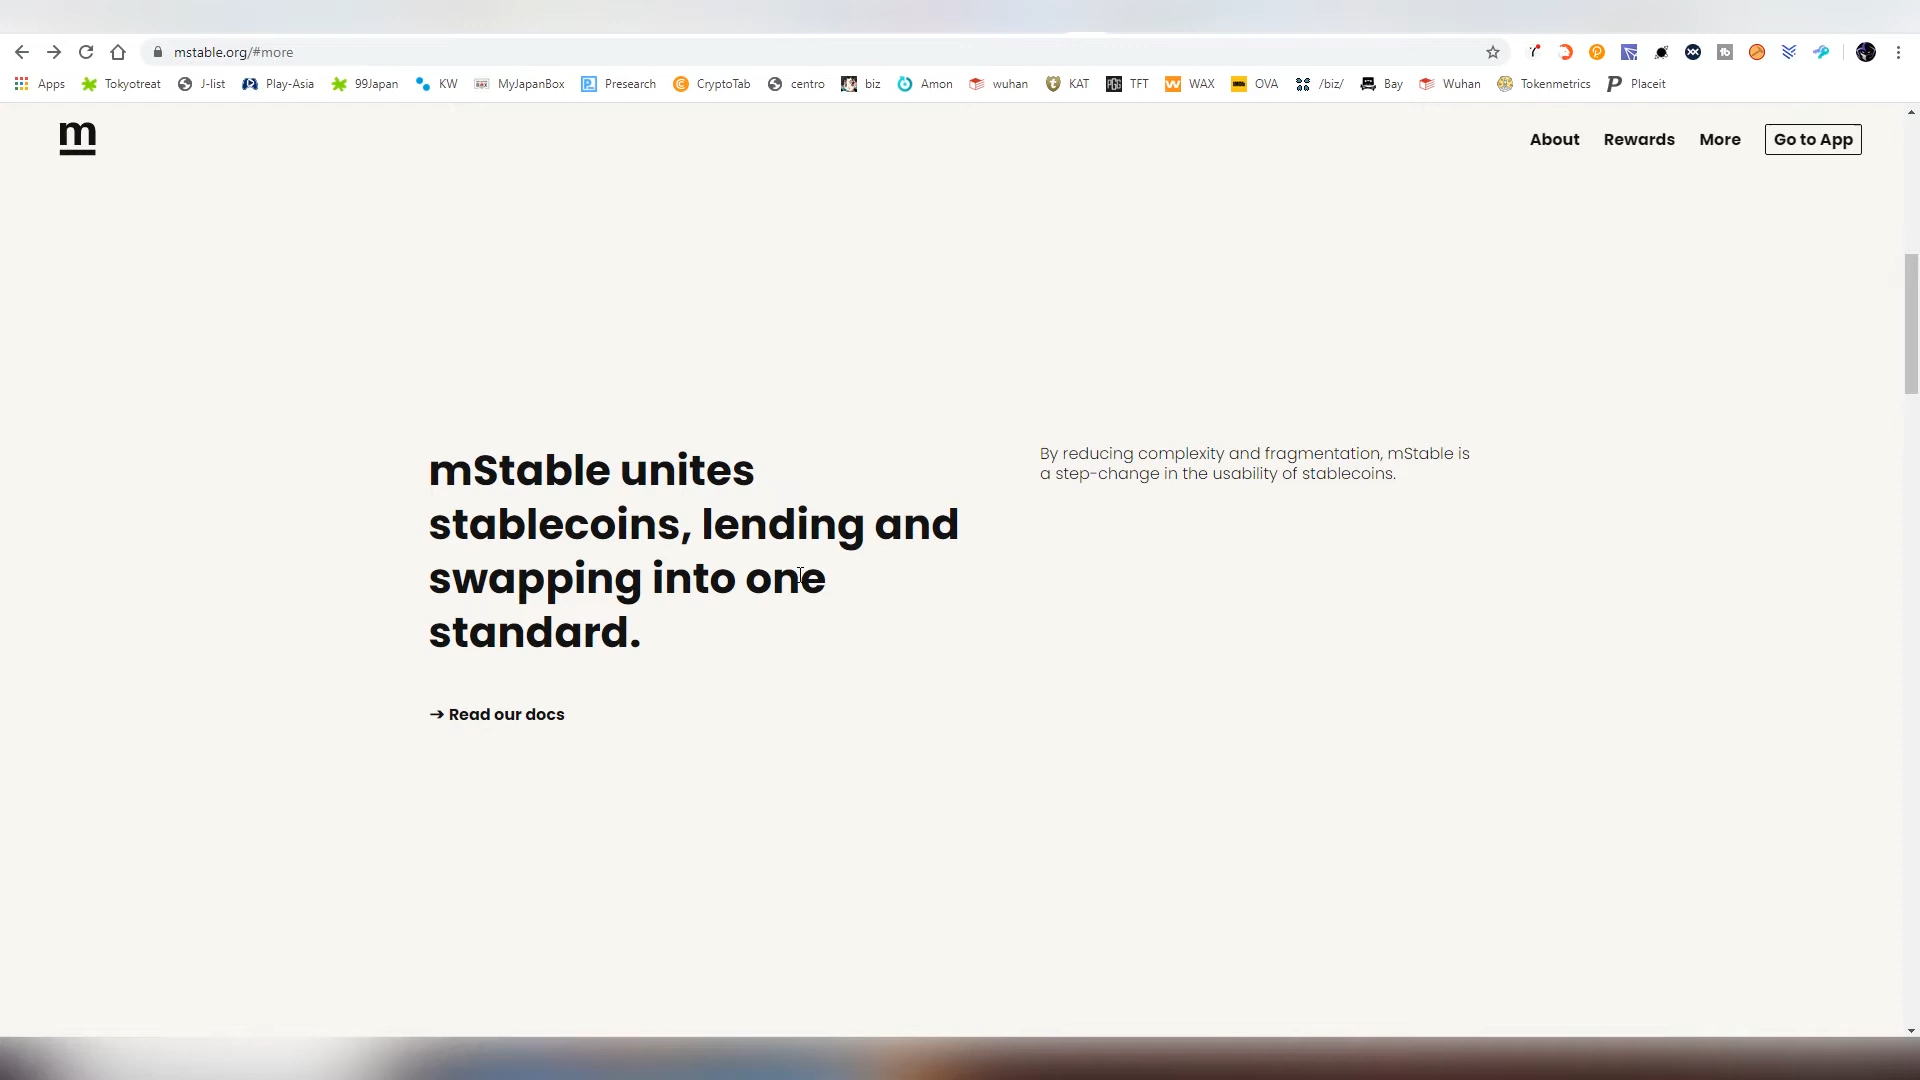 mstable.org/#more
Apps Tokyotreat J-list Play-Asia 99Japan KW MyJapanBox Presearch CryptoTab centro biz Amon wuhan KAT TFT WAX OVA /biz/ Bay Wuhan Tokenmetrics Placeit
m
About Rewards More Go to App
mStable unites
stablecoins, lending and
swapping into one
standard.
By reducing complexity and fragmentation, mStable is
a step-change in the usability of stablecoins.
→ Read our docs